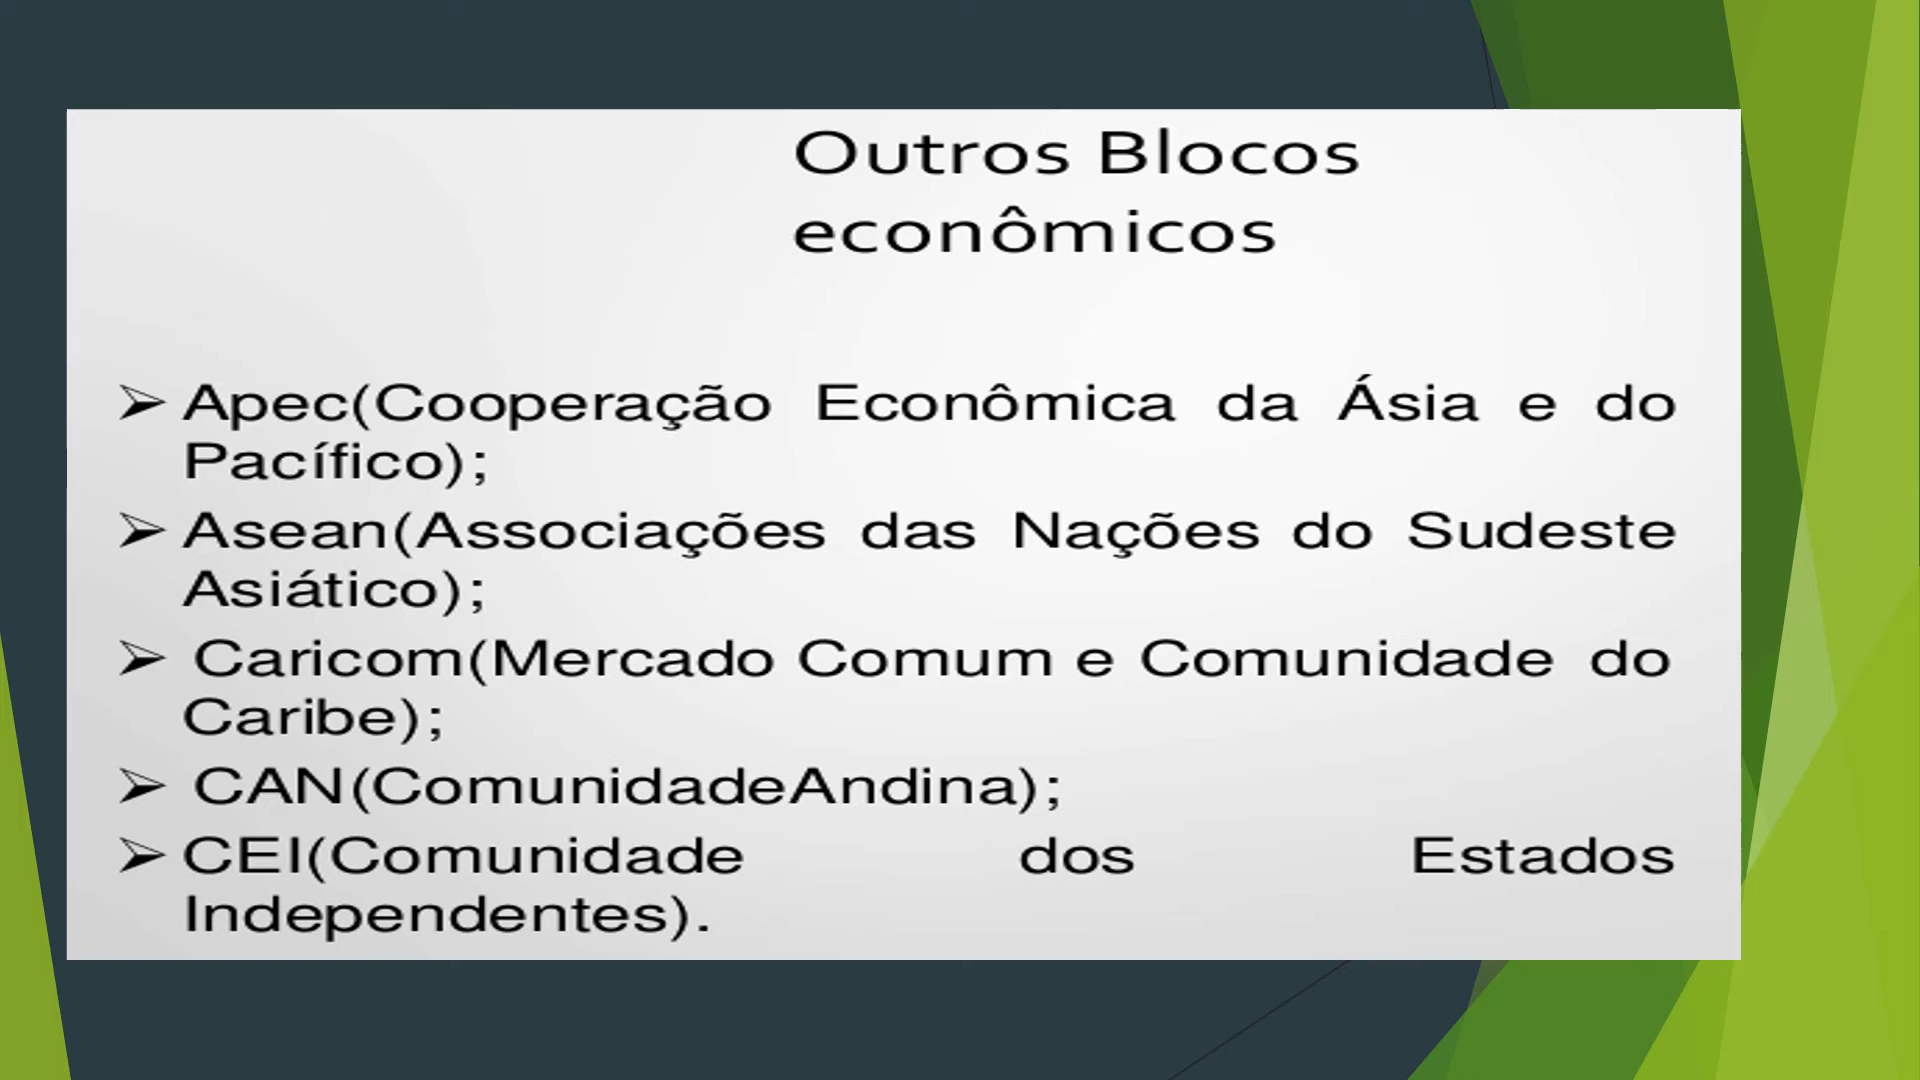 Outros Blocos
econômicos
➢ Apec(Cooperação Econômica da Ásia e do
Pacífico);
➢ Asean(Associações das Nações do Sudeste
Asiático);
➢ Caricom(Mercado Comum e Comunidade do
Caribe);
➢ CAN(ComunidadeAndina);
➢ CEI(Comunidade dos Estados
Independentes).